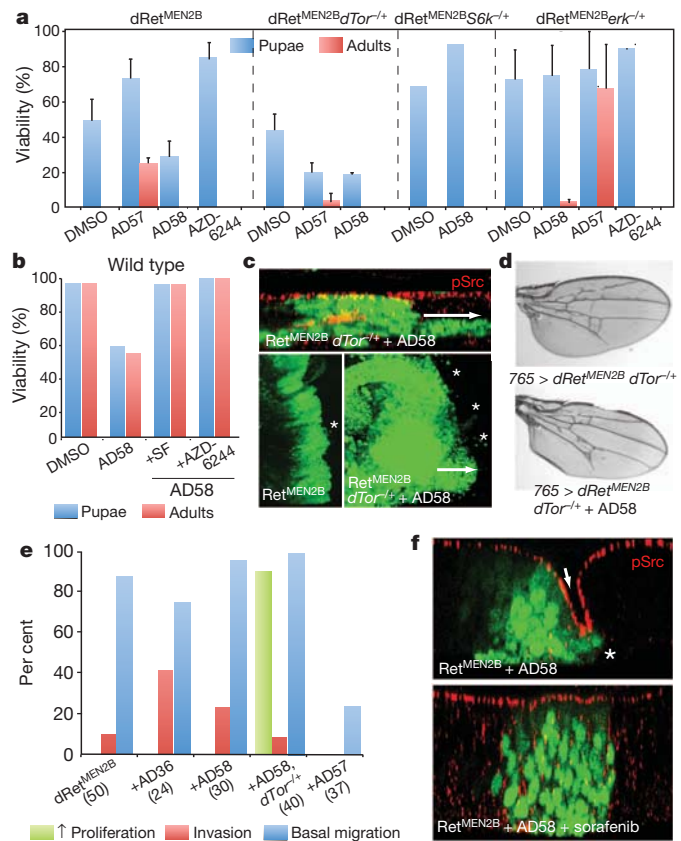 a
dRet^MEN2B
dRet^MEN2B dTor^−/+
dRet^MEN2B S6k^−/+
dRet^MEN2B erk^−/+
Pupae
Adults
Viability (%)
100
80
60
40
20
0
DMSO
AD57
AD58
AZD-
6244
DMSO
AD57
AD58
DMSO
AD58
DMSO
AD58
AD57
AZD-
6244
b
Wild type
Viability (%)
100
80
60
40
20
0
DMSO
AD58
+SF
+AZD-
6244
AD58
Pupae
Adults
c
pSrc
Ret^MEN2B
dTor^−/+ + AD58
*
Ret^MEN2B
*
*
*
Ret^MEN2B
dTor^−/+ + AD58
d
765 > dRet^MEN2B dTor^−/+
765 > dRet^MEN2B
dTor^−/+ + AD58
e
Per cent
100
80
60
40
20
0
dRet^MEN2B
(50)
+AD36
(24)
+AD58
(30)
+AD58,
dTor^−/+
(40)
+AD57
(37)
↑ Proliferation
Invasion
Basal migration
f
pSrc
*
Ret^MEN2B + AD58
Ret^MEN2B
+ AD58 + sorafenib